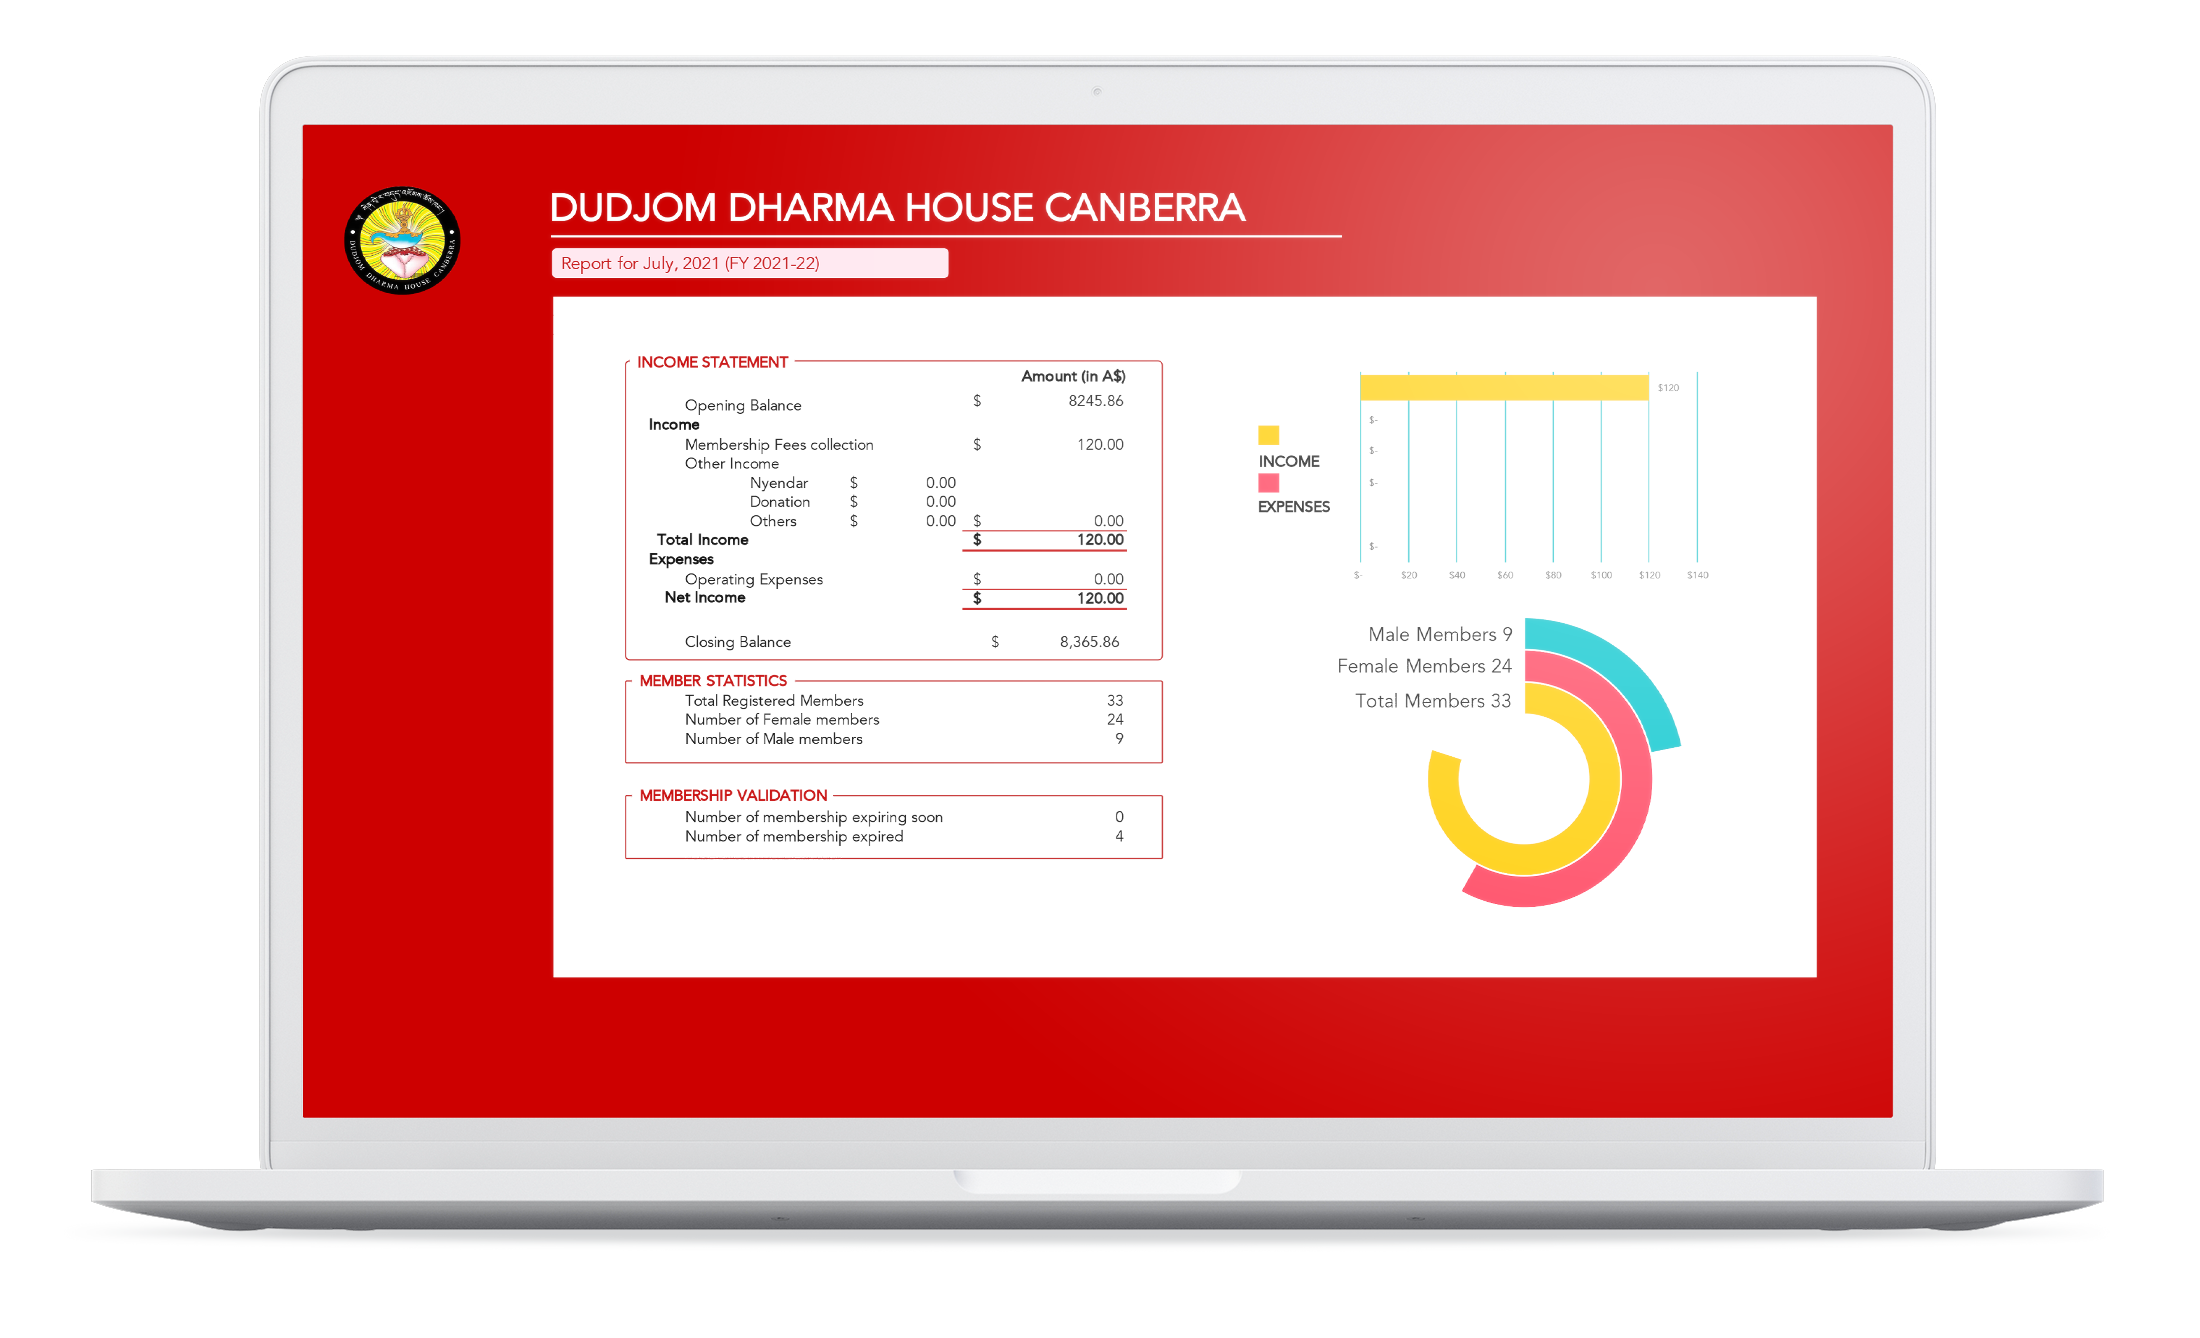 DUDJOM DHARMA HOUSE CANBERRA
DUDJOM DHARMA HOUSE CANBERRA
Report for July, 2021 (FY 2021-22)
INCOME STATEMENT
Amount (in A$)
Opening Balance $ 8245.86
Income
Membership Fees collection $ 120.00
Other Income
Nyendar $ 0.00
Donation $ 0.00
Others $ 0.00 $ 0.00
Total Income $ 120.00
Expenses
Operating Expenses $ 0.00
Net Income $ 120.00
Closing Balance $ 8,365.86
MEMBER STATISTICS
Total Registered Members 33
Number of Female members 24
Number of Male members 9
MEMBERSHIP VALIDATION
Number of membership expiring soon 0
Number of membership expired 4
INCOME
EXPENSES
$120
$-
$-
$-
$-
$- $20 $40 $60 $80 $100 $120 $140
Male Members 9
Female Members 24
Total Members 33